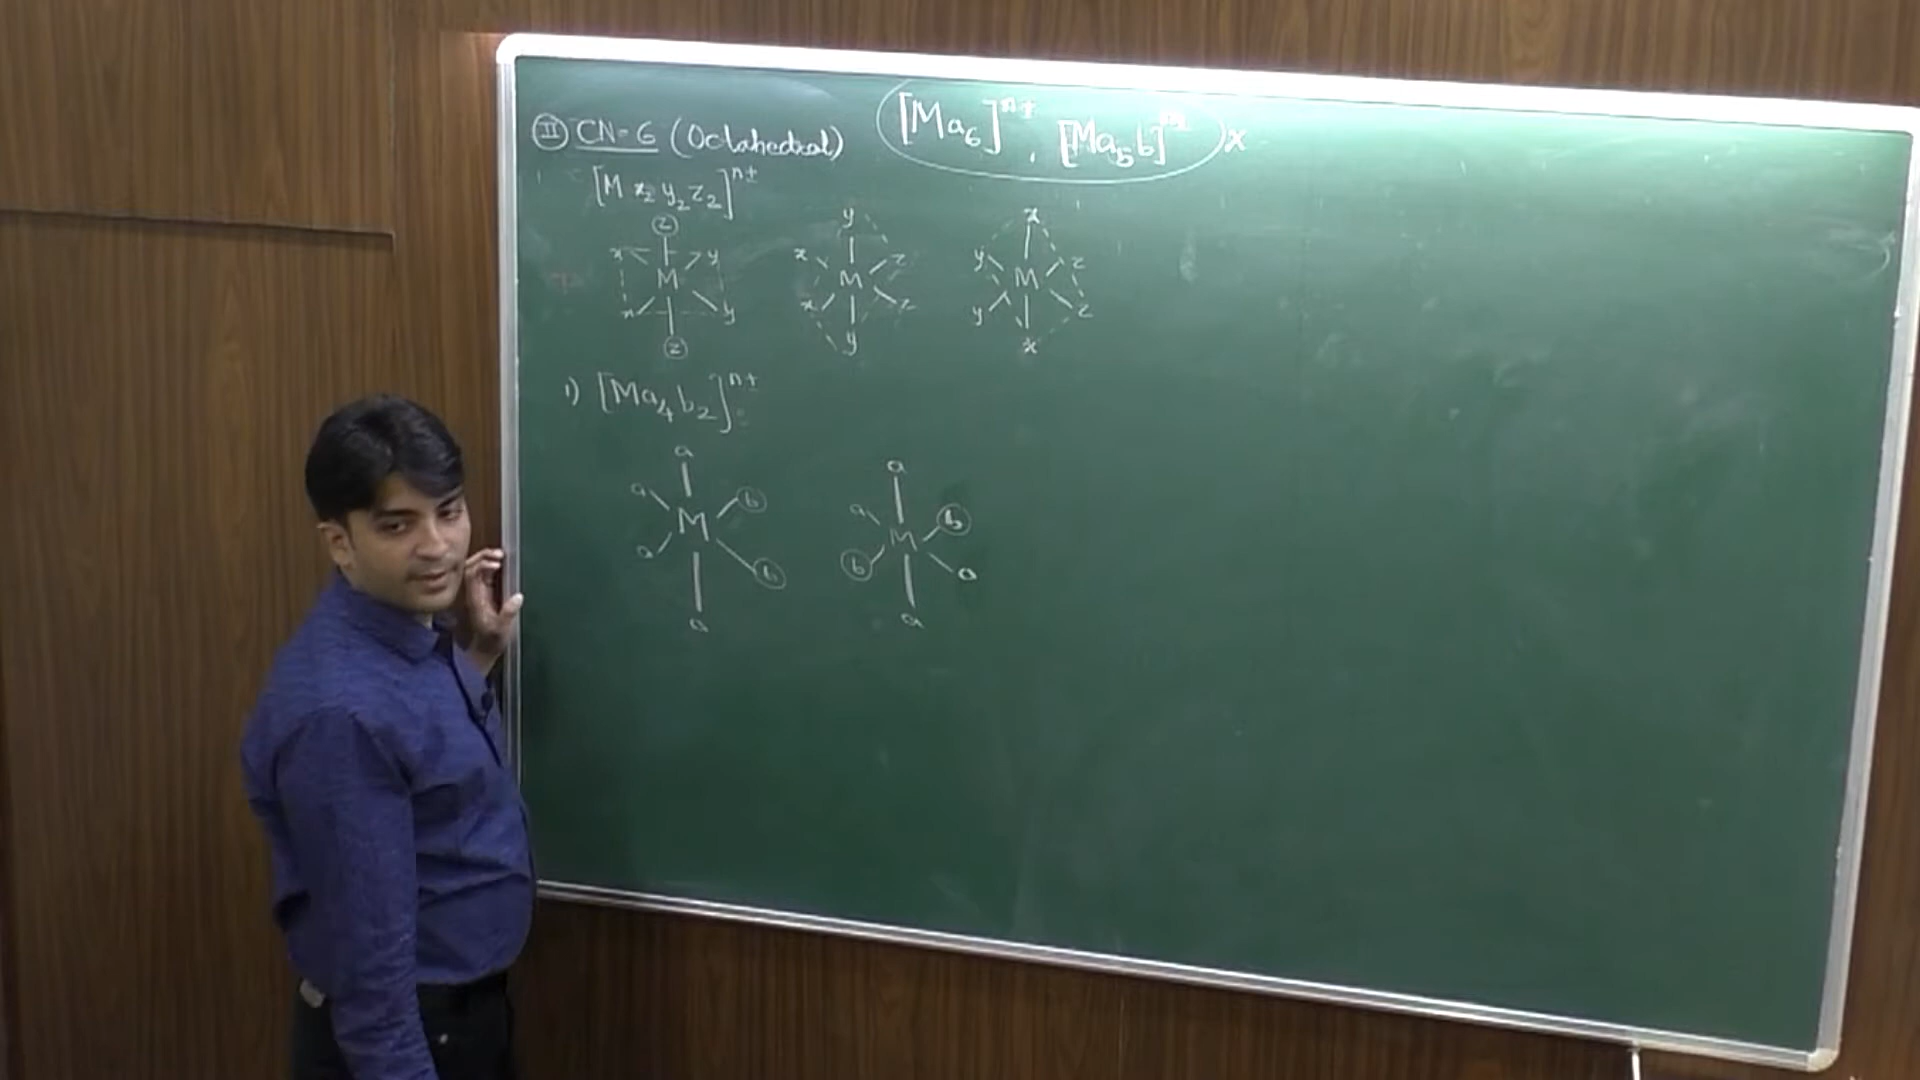 [Ma₆]ⁿ±, [Ma₅b]ⁿ± x
II CN=6 (Octahedral)
[M x₂ y₂ z₂]ⁿ±
z y x
x y x z y z
M M M
x y x z y z
z y x
1) [Ma₄b₂]ⁿ±
a a
a b a b
M M
a b b a
a a